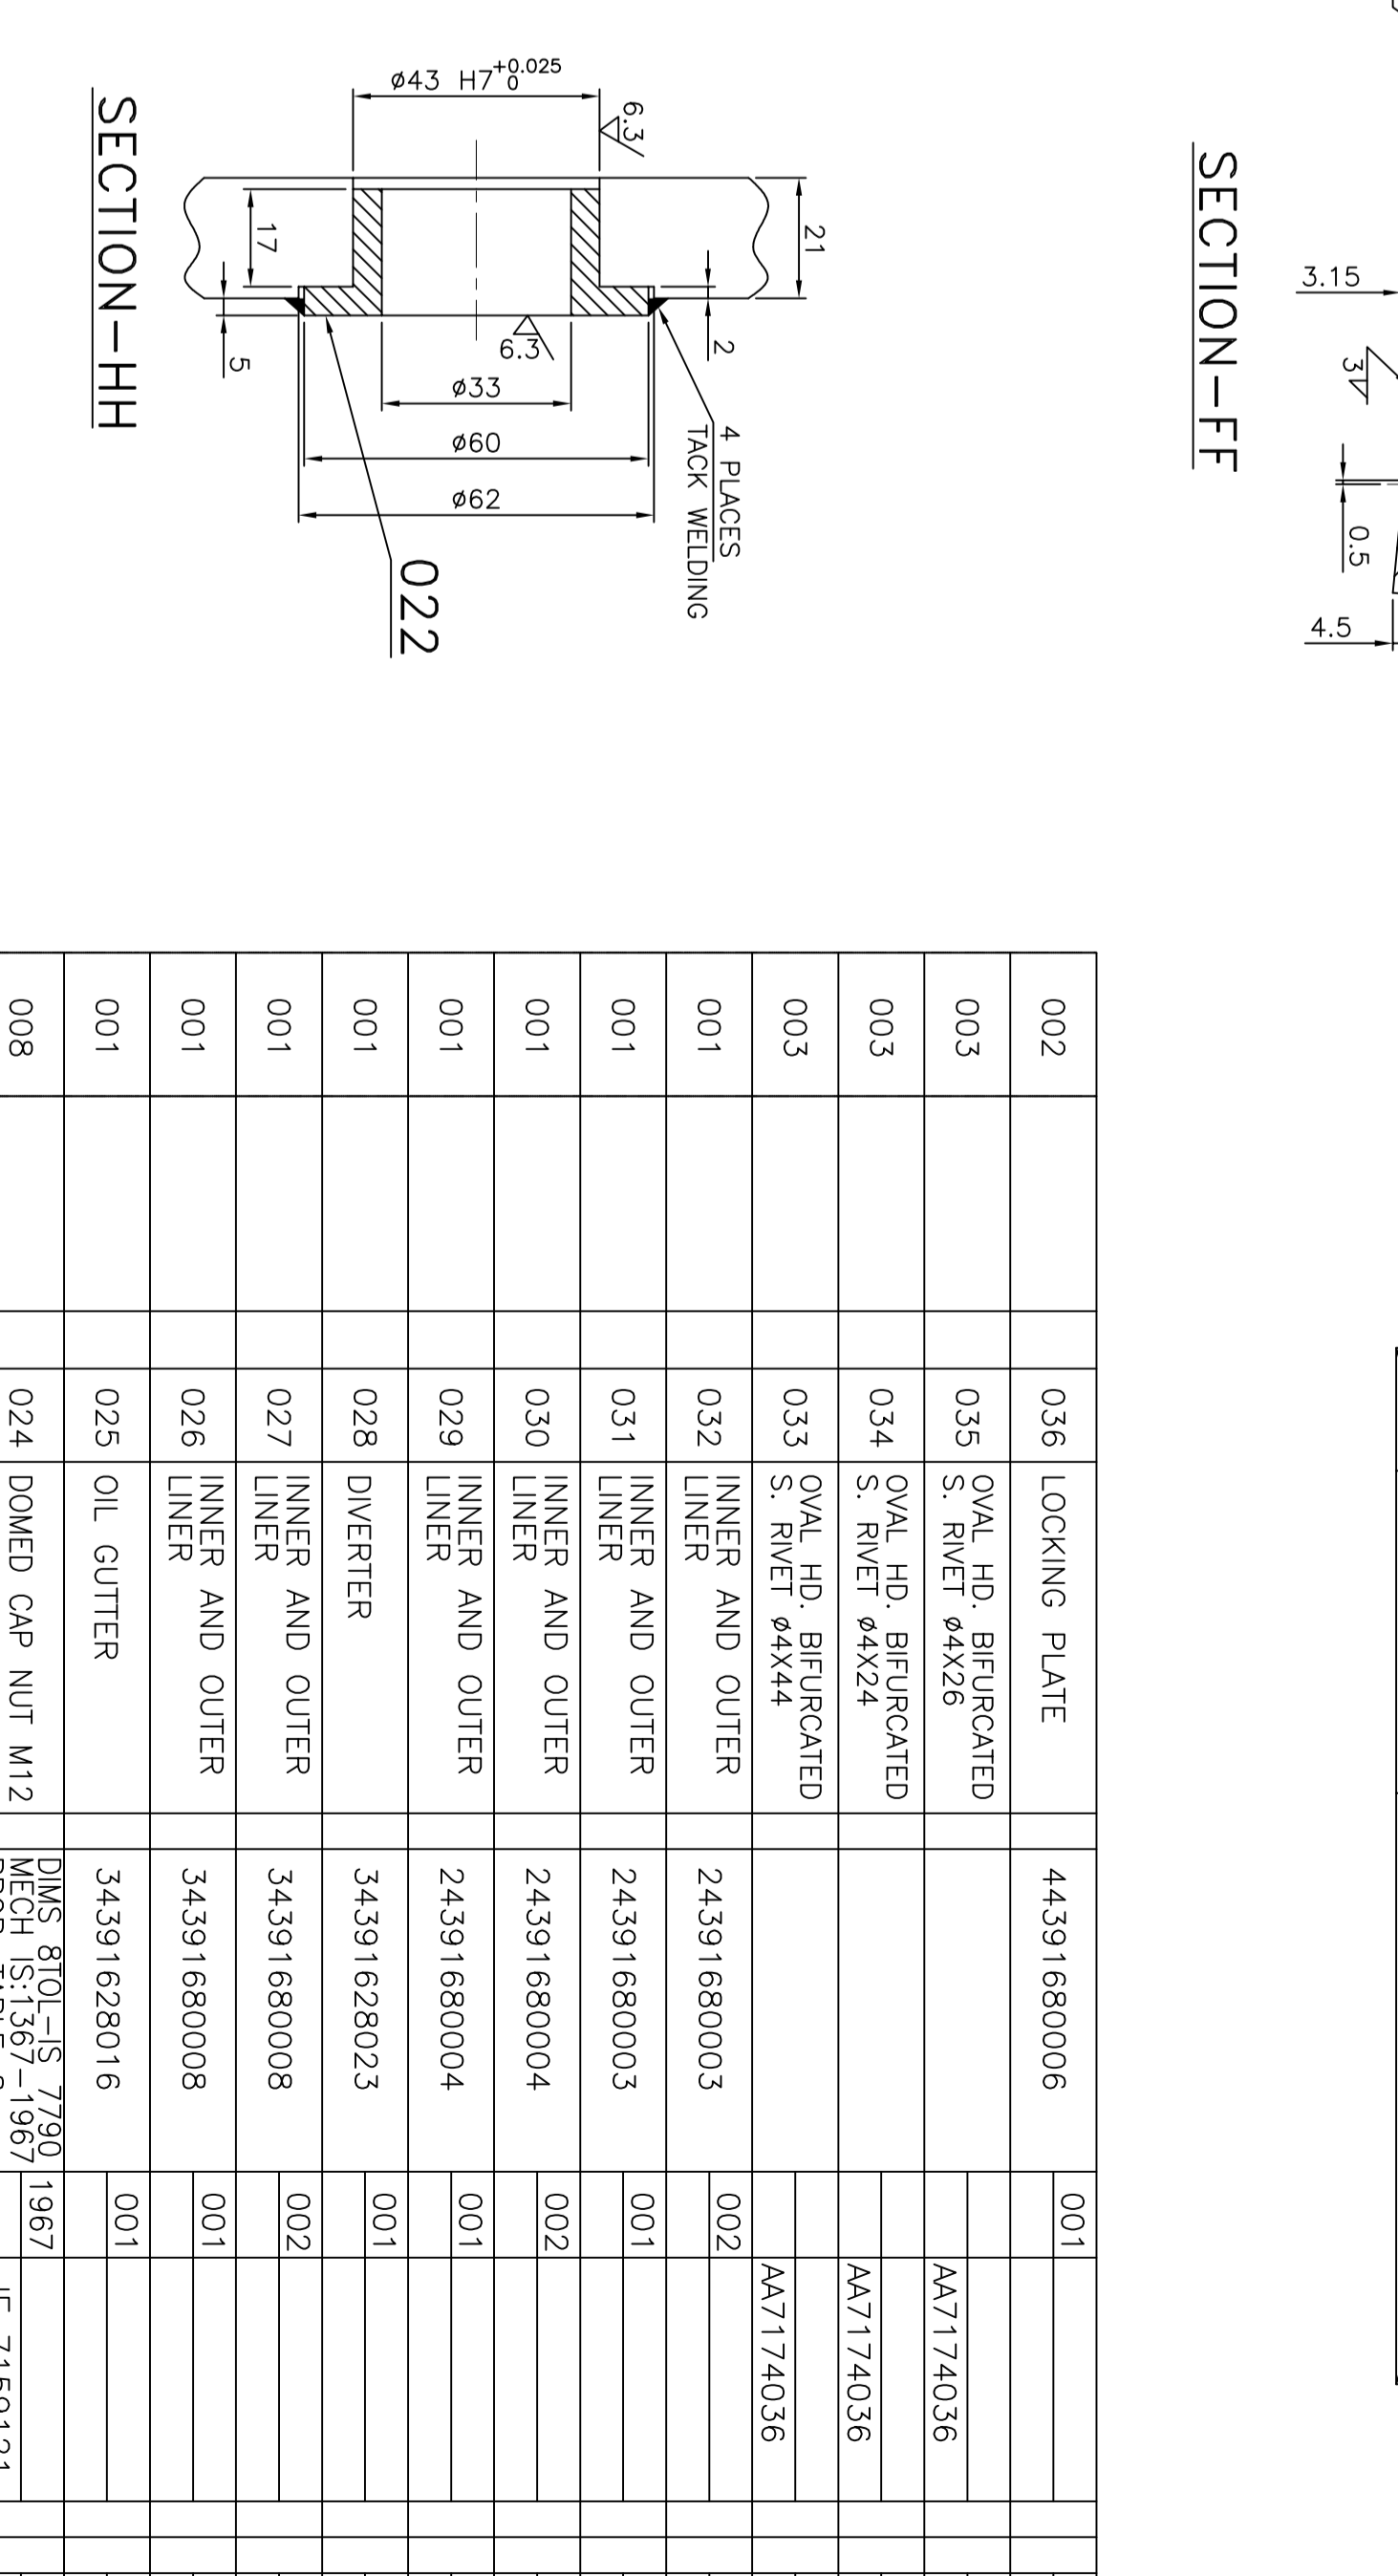 SECTION-FF
3.15
3
0.5
4.5
ø43 H7 +0.025 0
6.3
21
17
2
5
6.3
ø33
ø60
ø62
4 PLACES
TACK WELDING
022
SECTION-HH
002 036 LOCKING PLATE 44391680006 001
003 035 OVAL HD. BIFURCATED
S. RIVET ø4X26 AA7174036
003 034 OVAL HD. BIFURCATED
S. RIVET ø4X24 AA7174036
003 033 OVAL HD. BIFURCATED
S. RIVET ø4X44 AA7174036
001 032 INNER AND OUTER
LINER 24391680003 002
001 031 INNER AND OUTER
LINER 24391680003 001
001 030 INNER AND OUTER
LINER 24391680004 002
001 029 INNER AND OUTER
LINER 24391680004 001
001 028 DIVERTER 34391628023 001
001 027 INNER AND OUTER
LINER 34391680008 002
001 026 INNER AND OUTER
LINER 34391680008 001
001 025 OIL GUTTER 34391628016 001
008 024 DOMED CAP NUT M12 DIMS 8TOL-IS 7790 1967
MECH IS:1367-1967